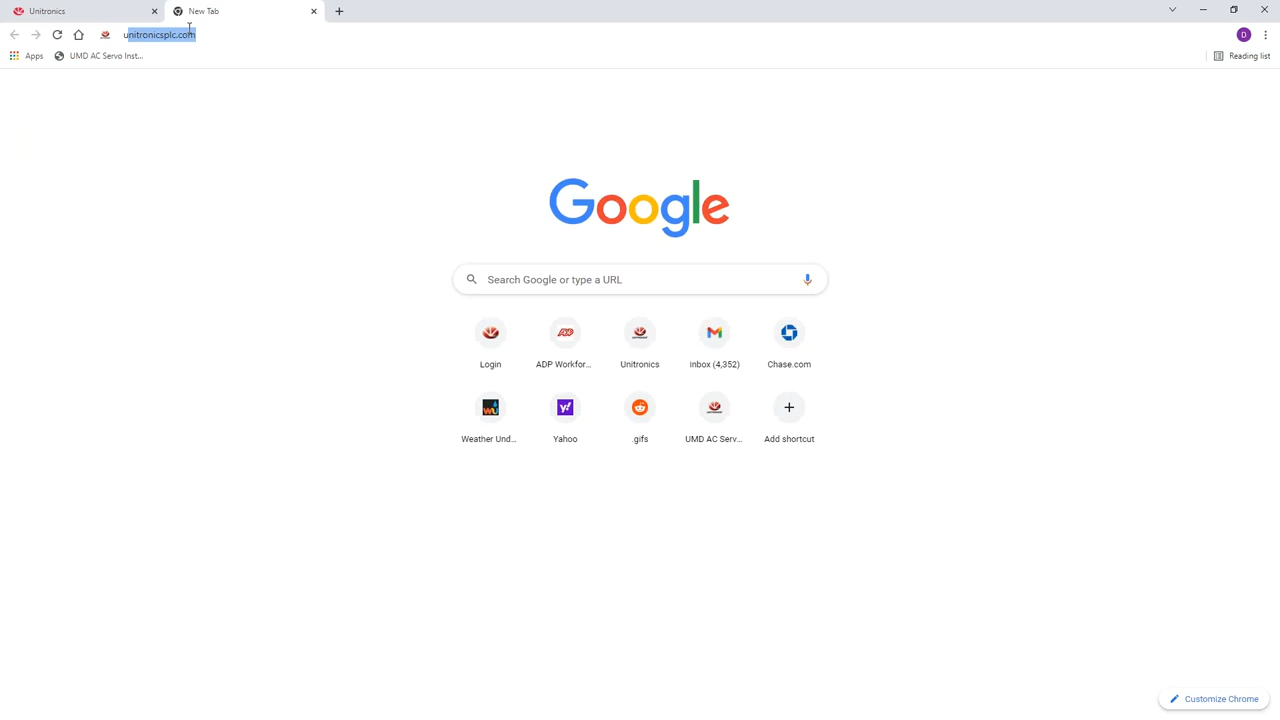 Unitronics
New Tab
unitronicsplc.com
D
Apps
UMD AC Servo Inst...
Reading list
Google
Search Google or type a URL
Login
ADP Workfor...
Unitronics
inbox (4,352)
Chase.com
Weather Und...
Yahoo
.gifs
UMD AC Serv...
Add shortcut
Customize Chrome